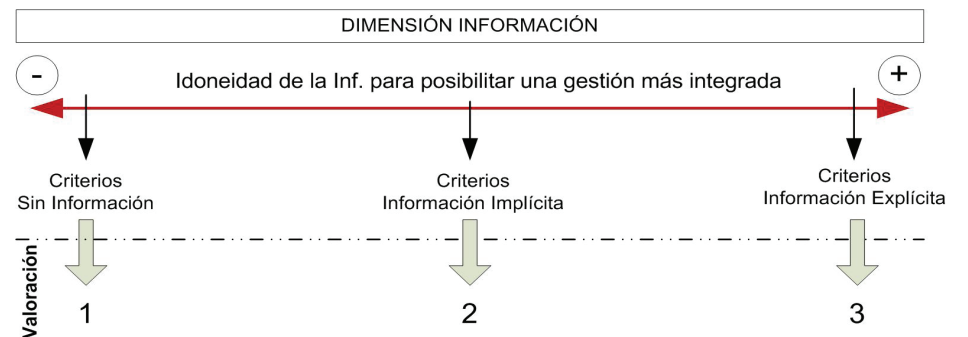 DIMENSIÓN INFORMACIÓN
-
Idoneidad de la Inf. para posibilitar una gestión más integrada
+
Criterios
Sin Información
Criterios
Información Implícita
Criterios
Información Explícita
Valoración
1
2
3